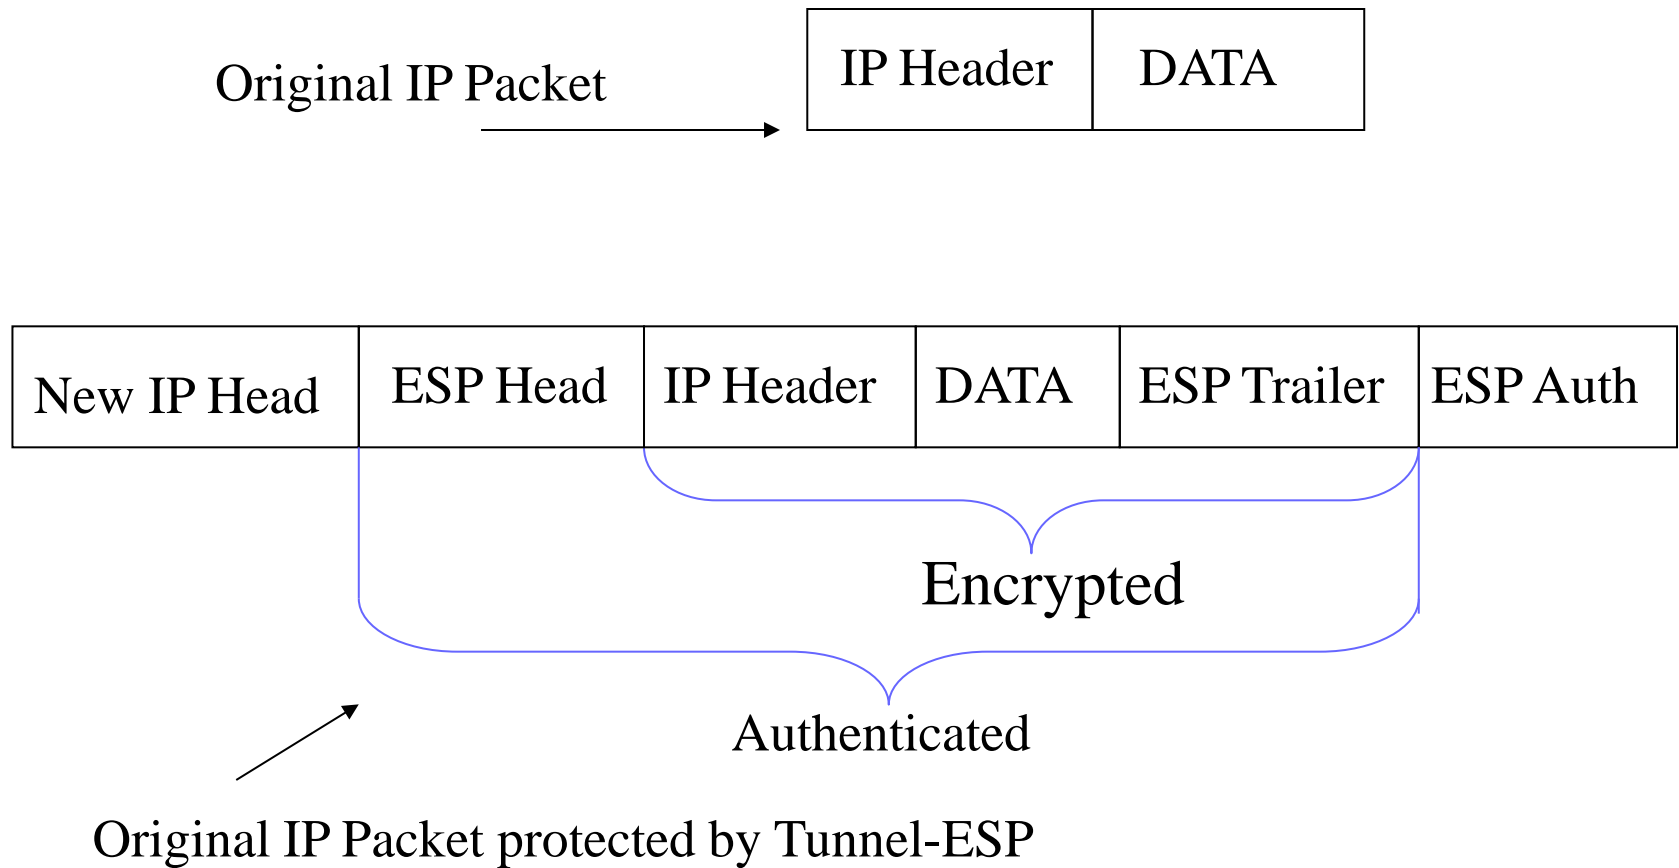 Original IP Packet
IP Header
DATA
New IP Head
ESP Head
IP Header
DATA
ESP Trailer
ESP Auth
Encrypted
Authenticated
Original IP Packet protected by Tunnel-ESP